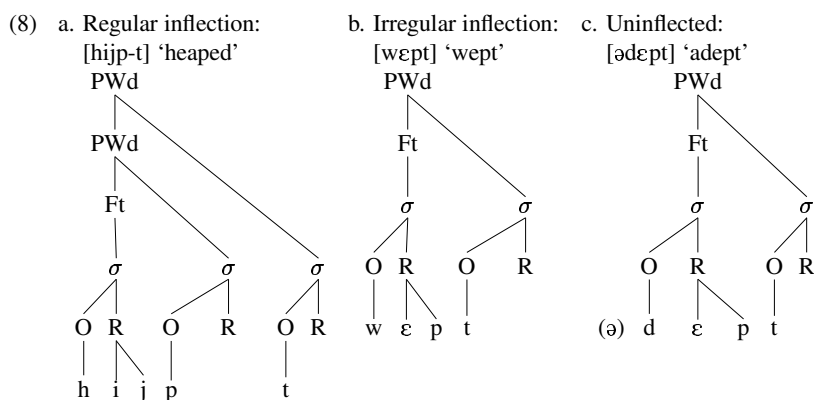 (8) a. Regular inflection: b. Irregular inflection: c. Uninflected:
[hijp-t] ‘heaped’ [wɛpt] ‘wept’ [ədɛpt] ‘adept’
PWd PWd PWd
PWd Ft Ft
Ft σ σ σ σ
σ σ σ O R O R O R O R
O R O R O R w ɛ p t (ə) d ɛ p t
h i j p t